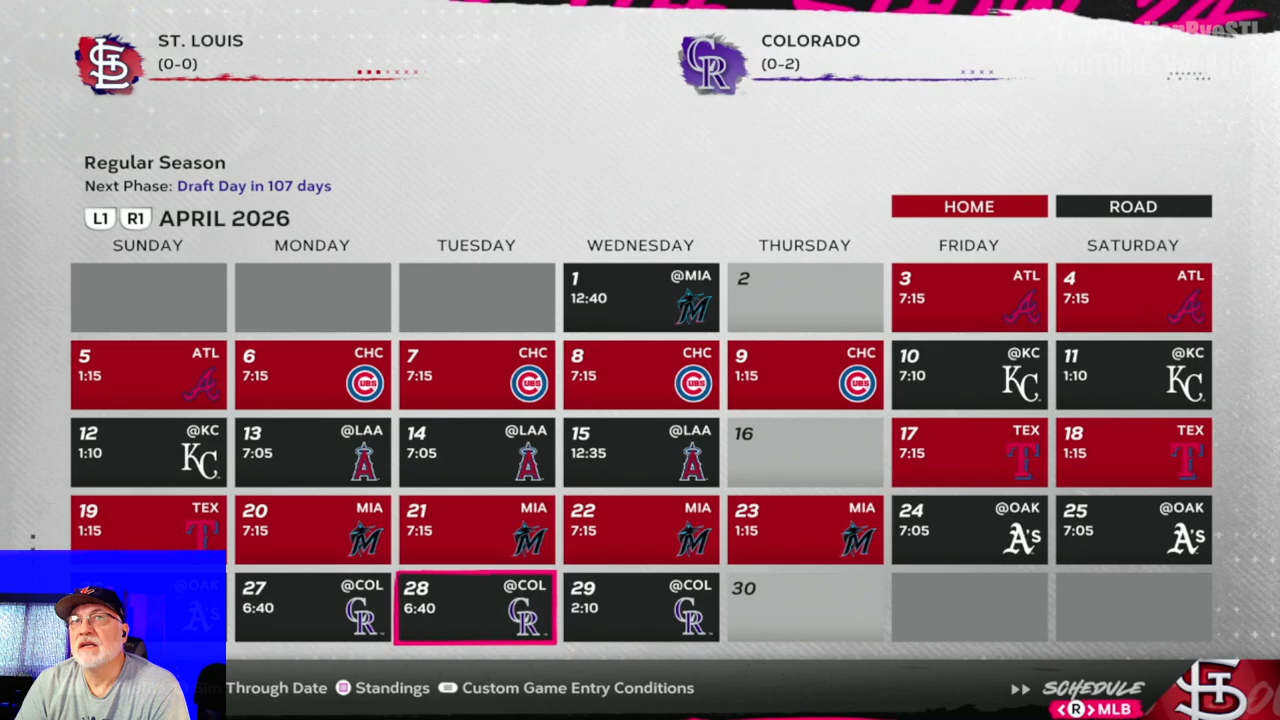 ST. LOUIS
(0-0)
COLORADO
(0-2)
Regular Season
Next Phase: Draft Day in 107 days
L1 R1 APRIL 2026
HOME ROAD
SUNDAY MONDAY TUESDAY WEDNESDAY THURSDAY FRIDAY SATURDAY
1 @MIA 2 3 ATL 4 ATL
12:40 7:15 7:15
5 ATL 6 CHC 7 CHC 8 CHC 9 CHC 10 @KC 11 @KC
1:15 7:15 7:15 7:15 1:15 7:10 1:10
12 @KC 13 @LAA 14 @LAA 15 @LAA 16 17 TEX 18 TEX
1:10 7:05 7:05 12:35 7:15 1:15
19 TEX 20 MIA 21 MIA 22 MIA 23 MIA 24 @OAK 25 @OAK
1:15 7:15 7:15 7:15 1:15 7:05 7:05
26 @OAK 27 @COL 28 @COL 29 @COL 30
6:40 6:40 2:10
Sim Through Date Standings Custom Game Entry Conditions
SCHEDULE
R MLB